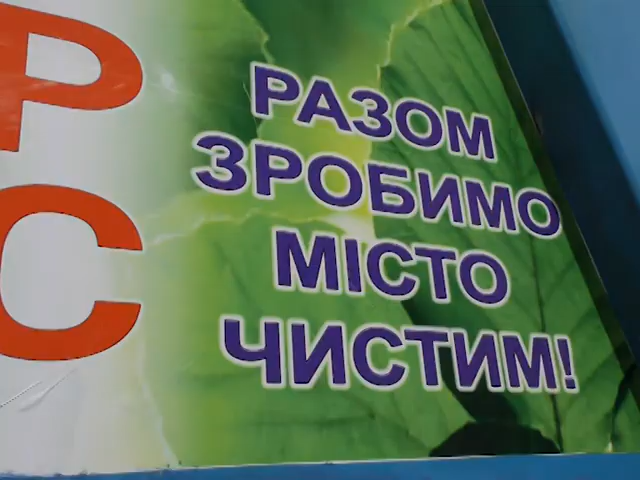 Р
С
РАЗОМ
ЗРОБИМО
МІСТО
ЧИСТИМ!